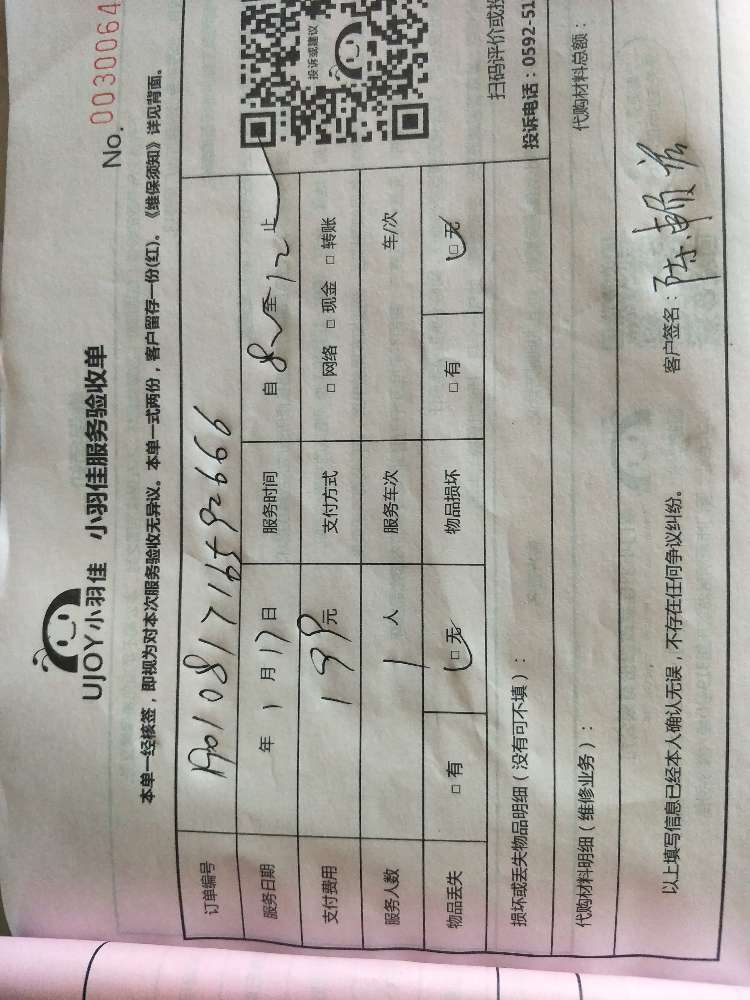 UJOY小羽佳 小羽佳服务验收单
No.0030064
本单一经核签，即视为对本次服务验收无异议。本单一式两份，客户留存一份(红)。《维保须知》详见背面。
订单编号
服务日期 年 1 月 17 日 服务时间 自 8 至 12 止
支付费用 199 元 支付方式 □ 网络 □ 现金 □ 转账
服务人数 1 人 服务车次 车/次
物品丢失 □ 有 □ 无 物品损坏 □ 有 □ 无
投诉或建议
扫码评价或投
投诉电话：0592-51
损坏或丢失物品明细（没有可不填）：
代购材料明细（维修业务）： 代购材料总额：
以上填写信息已经本人确认无误，不存在任何争议纠纷。 客户签名：陈